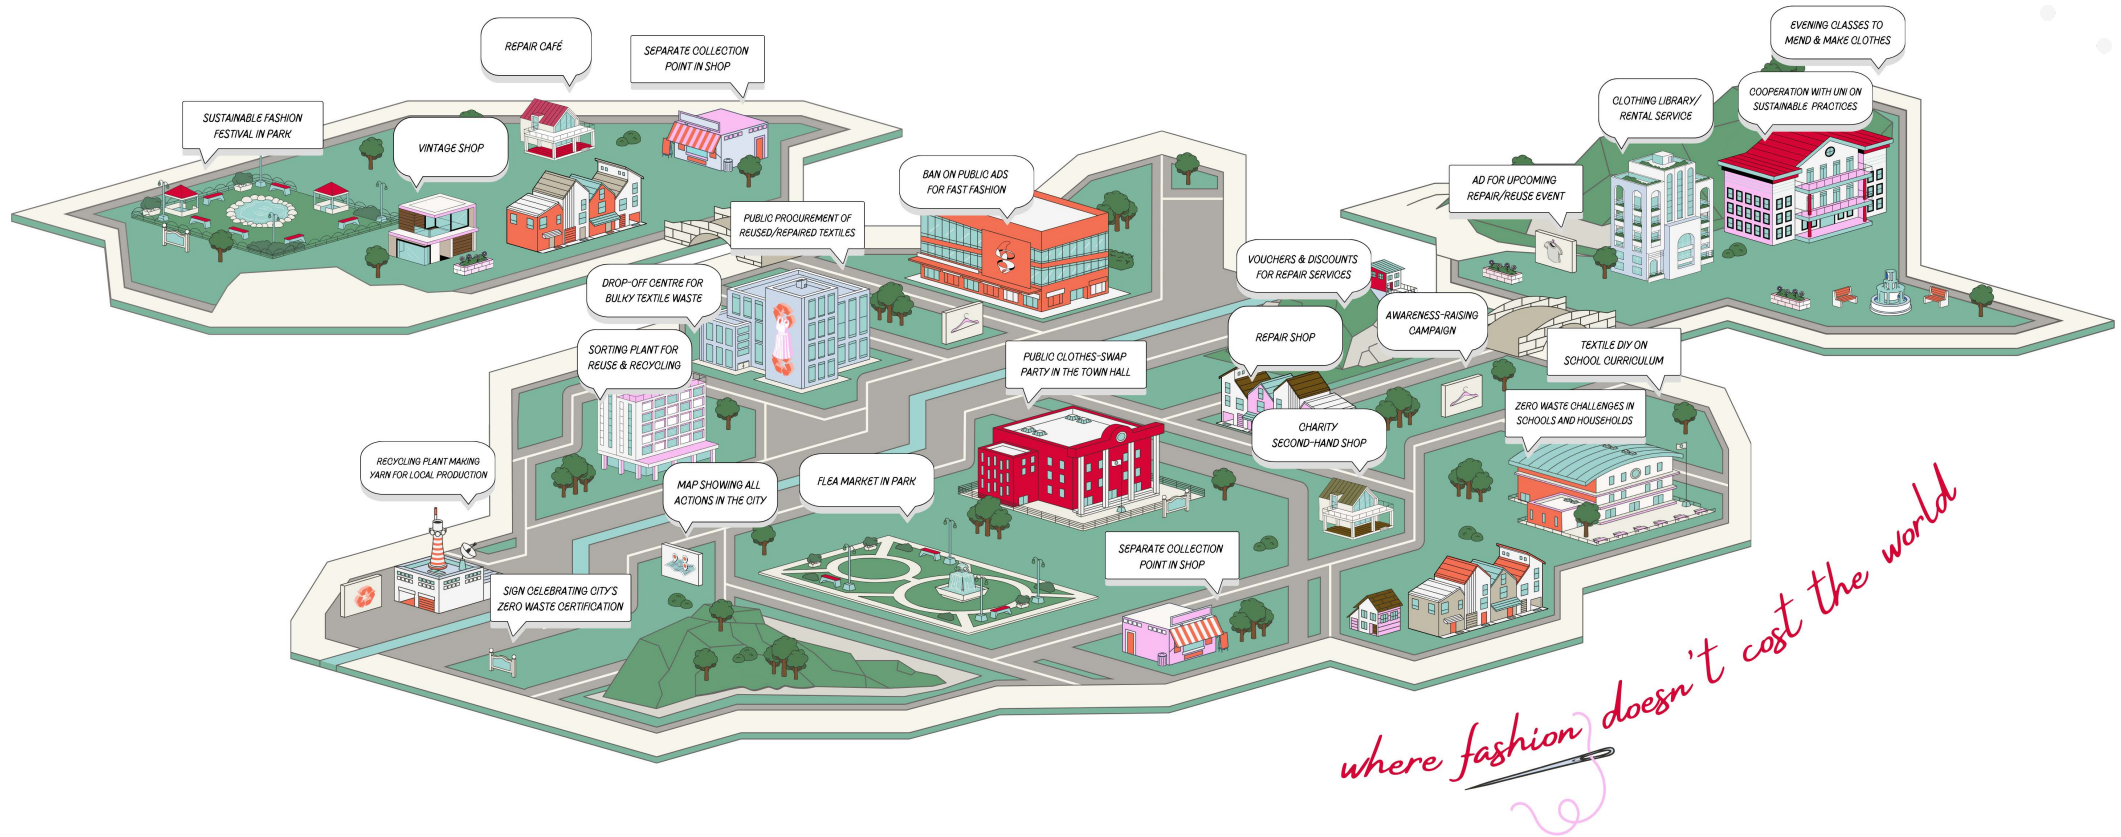 EVENING CLASSES TO
MEND & MAKE CLOTHES
REPAIR CAFÉ
SEPARATE COLLECTION
POINT IN SHOP
CLOTHING LIBRARY/
RENTAL SERVICE
COOPERATION WITH UNI ON
SUSTAINABLE PRACTICES
SUSTAINABLE FASHION
FESTIVAL IN PARK
VINTAGE SHOP
BAN ON PUBLIC ADS
FOR FAST FASHION
AD FOR UPCOMING
REPAIR/REUSE EVENT
PUBLIC PROCUREMENT OF
REUSED/REPAIRED TEXTILES
VOUCHERS & DISCOUNTS
FOR REPAIR SERVICES
DROP-OFF CENTRE FOR
BULKY TEXTILE WASTE
AWARENESS-RAISING
CAMPAIGN
REPAIR SHOP
SORTING PLANT FOR
REUSE & RECYCLING
PUBLIC CLOTHES-SWAP
PARTY IN THE TOWN HALL
TEXTILE DIY ON
SCHOOL CURRICULUM
ZERO WASTE CHALLENGES IN
SCHOOLS AND HOUSEHOLDS
CHARITY
SECOND-HAND SHOP
RECYCLING PLANT MAKING
YARN FOR LOCAL PRODUCTION
MAP SHOWING ALL
ACTIONS IN THE CITY
FLEA MARKET IN PARK
SEPARATE COLLECTION
POINT IN SHOP
SIGN CELEBRATING CITY'S
ZERO WASTE CERTIFICATION
where fashion doesn't cost the world